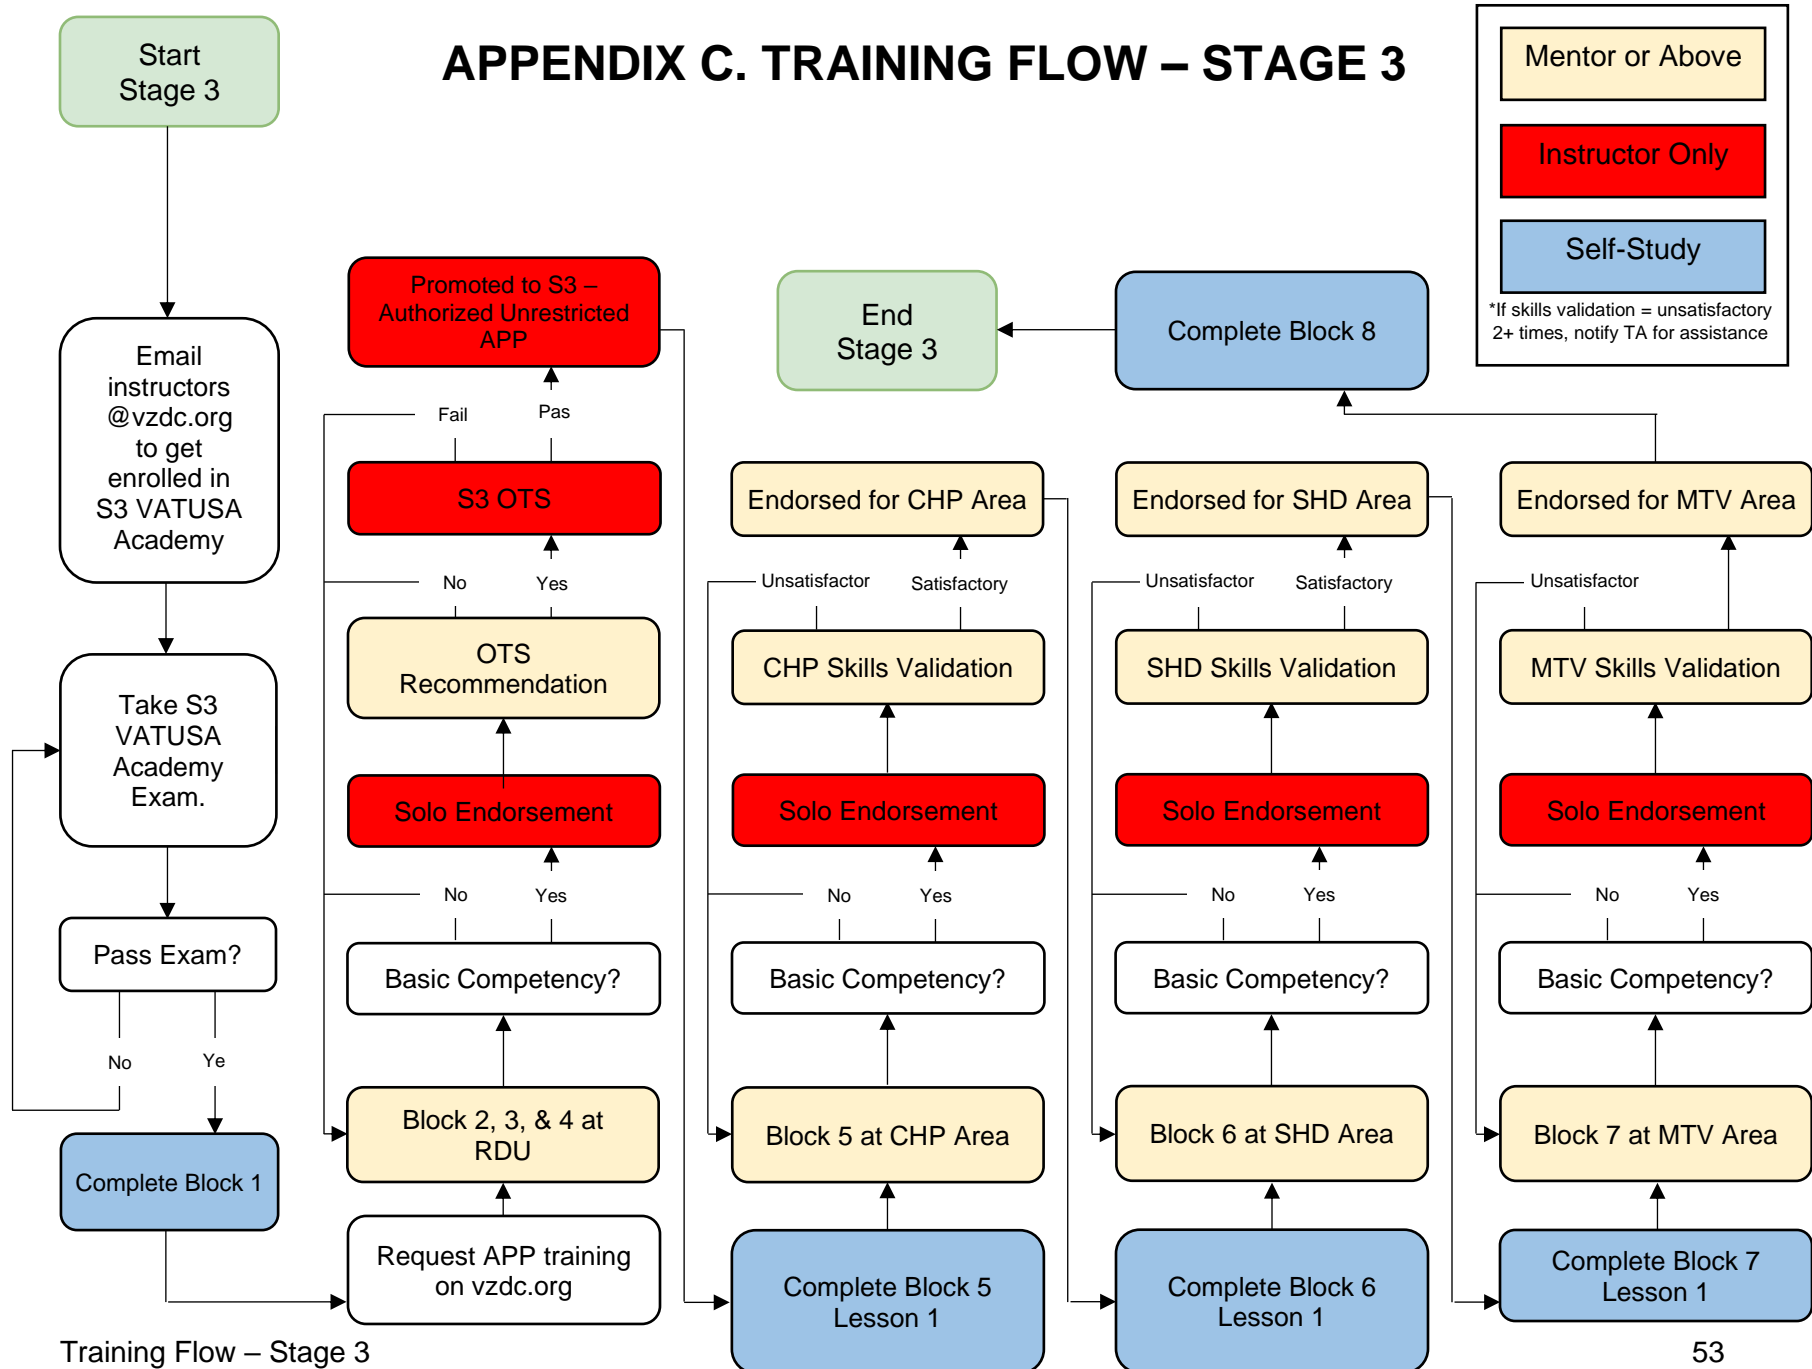 Start
Stage 3
APPENDIX C. TRAINING FLOW – STAGE 3
Mentor or Above
Instructor Only
Self-Study
*If skills validation = unsatisfactory
2+ times, notify TA for assistance
Email
instructors
@vzdc.org
to get
enrolled in
S3 VATUSA
Academy
Take S3
VATUSA
Academy
Exam.
Pass Exam?
No
Ye
Complete Block 1
Promoted to S3 –
Authorized Unrestricted
APP
Fail
Pas
S3 OTS
No
Yes
OTS
Recommendation
Solo Endorsement
No
Yes
Basic Competency?
Block 2, 3, & 4 at
RDU
Request APP training
on vzdc.org
End
Stage 3
Endorsed for CHP Area
Unsatisfactor
Satisfactory
CHP Skills Validation
Solo Endorsement
No
Yes
Basic Competency?
Block 5 at CHP Area
Complete Block 5
Lesson 1
Complete Block 8
Endorsed for SHD Area
Unsatisfactor
Satisfactory
SHD Skills Validation
Solo Endorsement
No
Yes
Basic Competency?
Block 6 at SHD Area
Complete Block 6
Lesson 1
Endorsed for MTV Area
Unsatisfactor
MTV Skills Validation
Solo Endorsement
No
Yes
Basic Competency?
Block 7 at MTV Area
Complete Block 7
Lesson 1
Training Flow – Stage 3
53